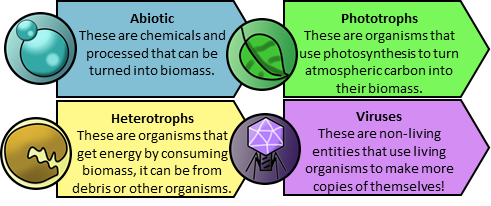 Abiotic
These are chemicals and
processed that can be
turned into biomass.
Phototrophs
These are organisms that
use photosynthesis to turn
atmospheric carbon into
their biomass.
Heterotrophs
These are organisms that
get energy by consuming
biomass, it can be from
debris or other organisms.
Viruses
These are non-living
entities that use living
organisms to make more
copies of themselves!